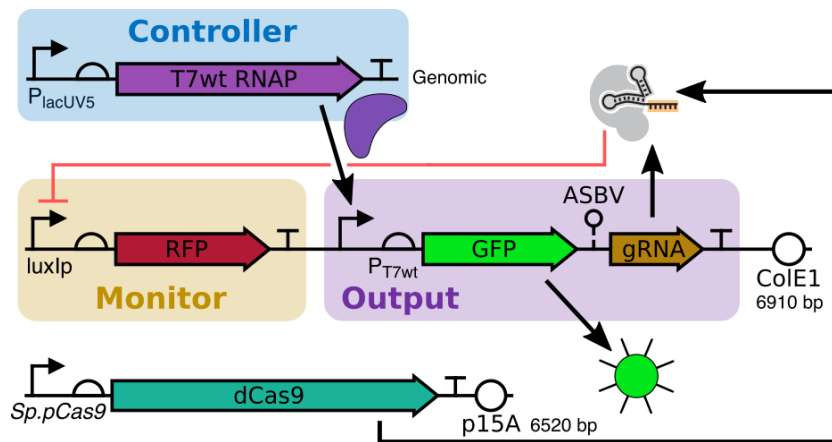 Controller
T7wt RNAP
Genomic
PlacUV5
ASBV
RFP
GFP
gRNA
luxIp
PT7wt
ColE1
Monitor
Output
6910 bp
dCas9
Sp.pCas9
p15A 6520 bp